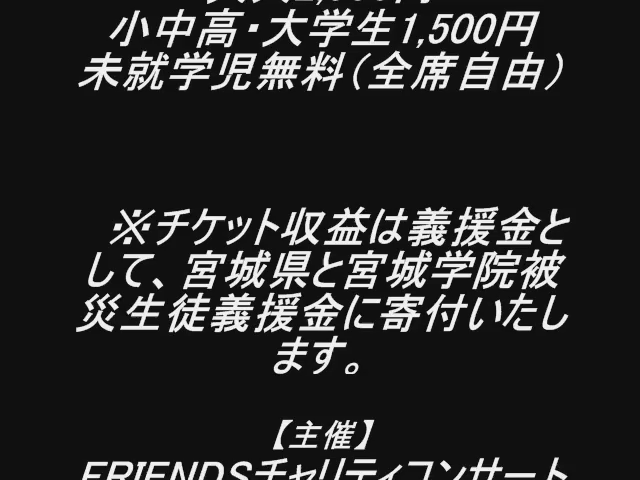 小中高・大学生1,500円
未就学児無料（全席自由）
※チケット収益は義援金と
して、宮城県と宮城学院被
災生徒義援金に寄付いたし
ます。
【主催】
FRIENDSチャリティコンサート